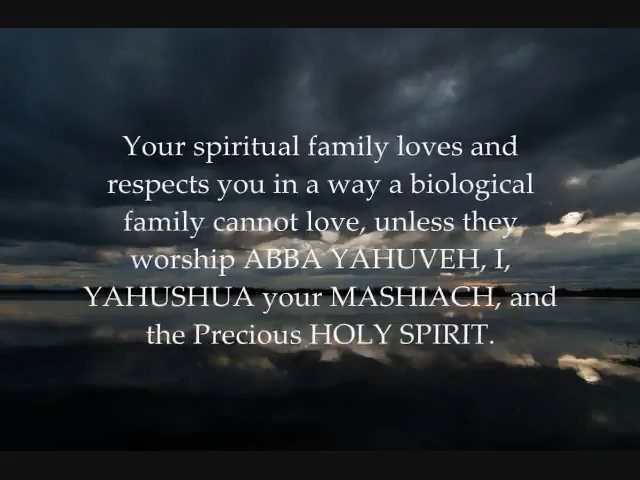 Your spiritual family loves and
respects you in a way a biological
family cannot love, unless they
worship ABBA YAHUVEH, I,
YAHUSHUA your MASHIACH, and
the Precious HOLY SPIRIT.